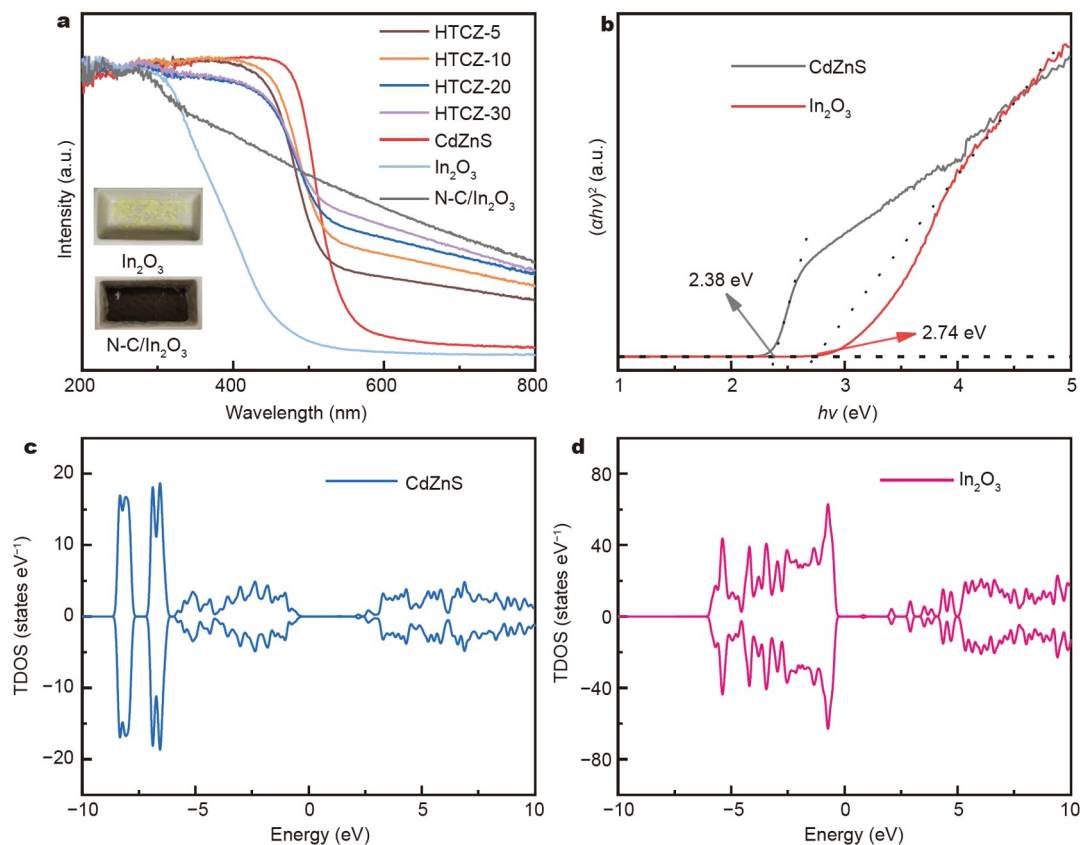 a
HTCZ-5
HTCZ-10
HTCZ-20
HTCZ-30
CdZnS
In₂O₃
N-C/In₂O₃
In₂O₃
N-C/In₂O₃
Intensity (a.u.)
200 400 600 800
Wavelength (nm)
b
CdZnS
In₂O₃
2.38 eV
2.74 eV
(αhν)² (a.u.)
1 2 3 4 5
hν (eV)
c
CdZnS
TDOS (states eV⁻¹)
20
10
0
−10
−20
−10 −5 0 5 10
Energy (eV)
d
In₂O₃
TDOS (states eV⁻¹)
80
40
0
−40
−80
−10 −5 0 5 10
Energy (eV)